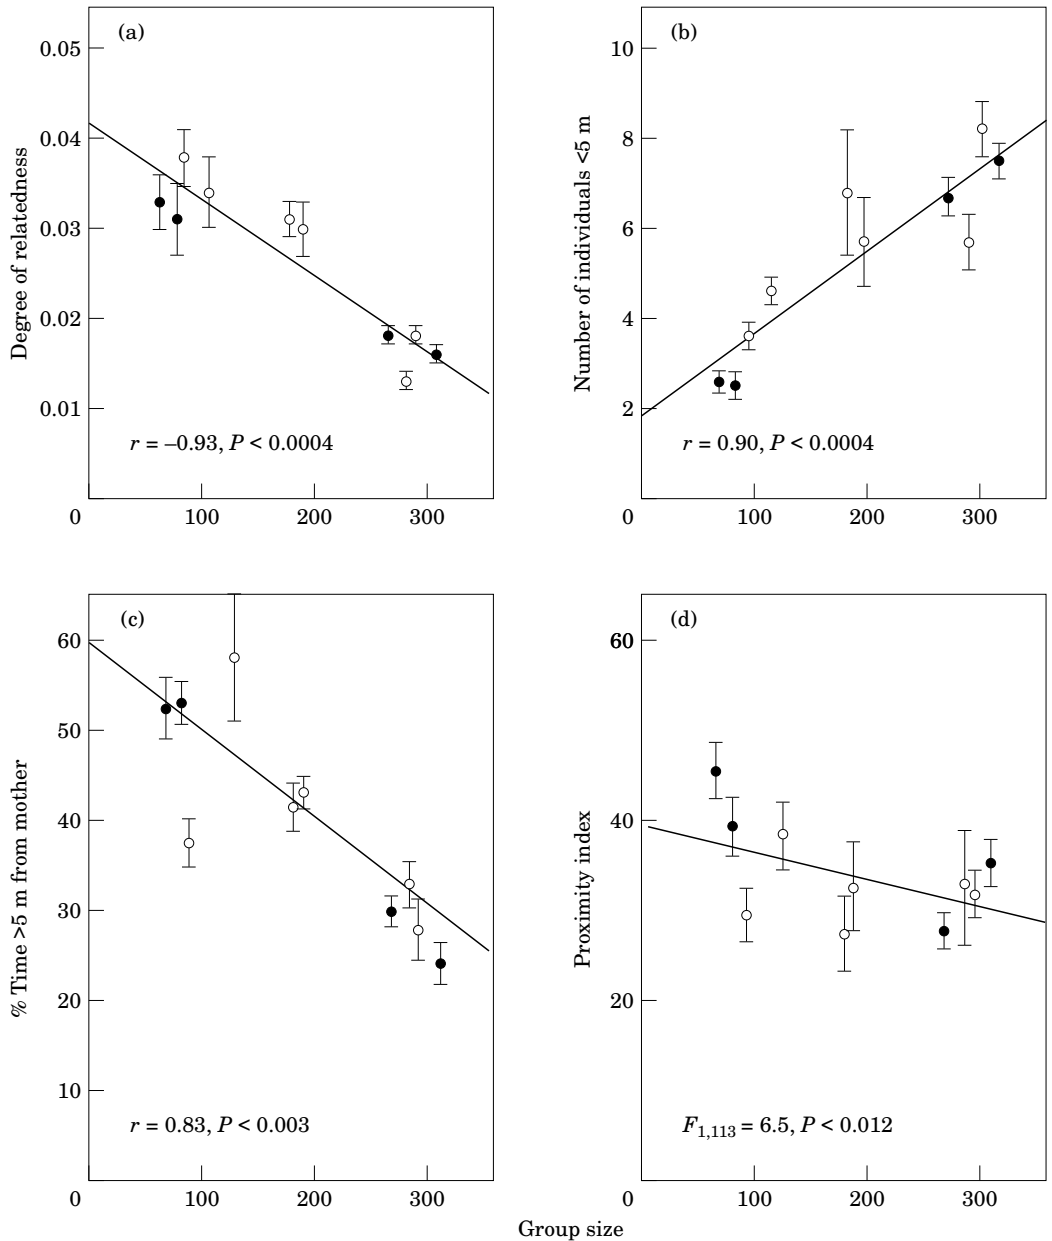 (a)
0.05
0.04
0.03
0.02
0.01
0
100
200
300
Degree of relatedness
r = –0.93, P < 0.0004
(b)
10
8
6
4
2
0
100
200
300
Number of individuals <5 m
r = 0.90, P < 0.0004
(c)
60
50
40
30
20
10
0
100
200
300
% Time >5 m from mother
r = 0.83, P < 0.003
(d)
60
40
20
0
100
200
300
Proximity index
F1,113 = 6.5, P < 0.012
Group size